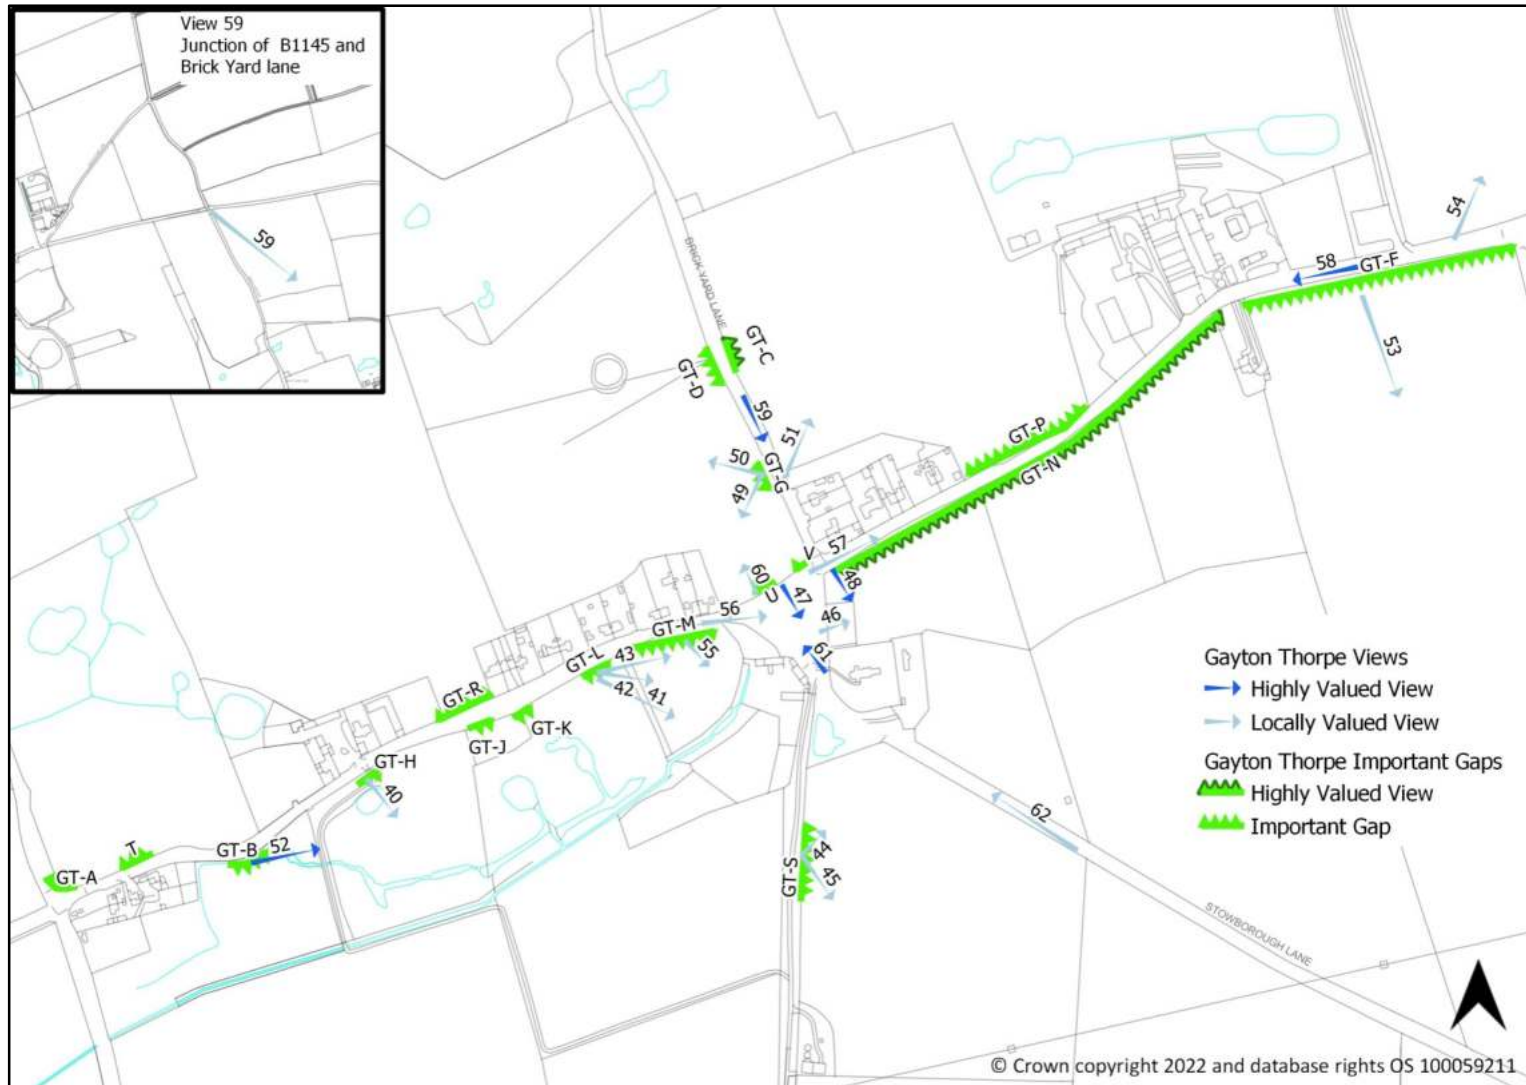 View 59
Junction of B1145 and
Brick Yard lane
59
54
58
GT-F
53
BRICK YARD LANE
GT-C
GT-D
59
51
50
GT-G
49
GT-P
GT-N
V
57
60
U
47
48
46
56
61
GT-M
55
GT-L
43
42
41
GT-R
GT-J
GT-K
GT-H
40
T
GT-B
52
GT-A
GT-S
44
45
62
STOWBOROUGH LANE
Gayton Thorpe Views
Highly Valued View
Locally Valued View
Gayton Thorpe Important Gaps
Highly Valued View
Important Gap
© Crown copyright 2022 and database rights OS 100059211